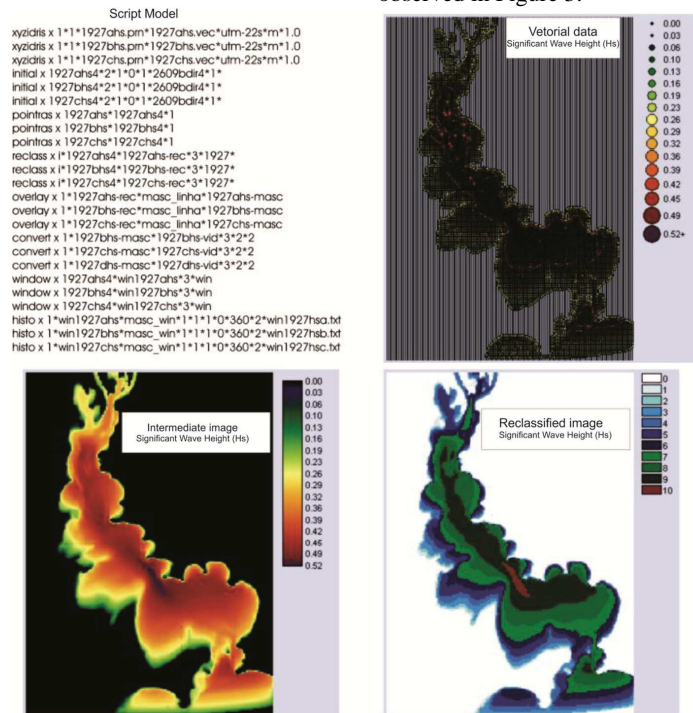 observed in Figure 5.
Script Model
xyzidris x 1*1*1927ahs.prn*1927ahs.vec*utm-22s*m*1.0
xyzidris x 1*1*1927bhs.prn*1927bhs.vec*utm-22s*m*1.0
xyzidris x 1*1*1927chs.prn*1927chs.vec*utm-22s*m*1.0
initial x 1927ahs4*2*1*0*1*2609bdir4*1*
initial x 1927bhs4*2*1*0*1*2609bdir4*1*
initial x 1927chs4*2*1*0*1*2609bdir4*1*
pointras x 1927ahs*1927ahs4*1
pointras x 1927bhs*1927bhs4*1
pointras x 1927chs*1927chs4*1
reclass x i*1927ahs4*1927ahs-rec*3*1927*
reclass x i*1927bhs4*1927bhs-rec*3*1927*
reclass x i*1927chs4*1927chs-rec*3*1927*
overlay x 1*1927ahs-rec*masc_linha*1927ahs-masc
overlay x 1*1927bhs-rec*masc_linha*1927bhs-masc
overlay x 1*1927chs-rec*masc_linha*1927chs-masc
convert x 1*1927bhs-masc*1927bhs-vid*3*2*2
convert x 1*1927chs-masc*1927chs-vid*3*2*2
convert x 1*1927dhs-masc*1927dhs-vid*3*2*2
window x 1927ahs4*win1927ahs*3*win
window x 1927bhs4*win1927bhs*3*win
window x 1927chs4*win1927chs*3*win
histo x 1*win1927ahs*masc_win*1*1*1*0*360*2*win1927hsa.txt
histo x 1*win1927bhs*masc_win*1*1*1*0*360*2*win1927hsb.txt
histo x 1*win1927chs*masc_win*1*1*1*0*360*2*win1927hsc.txt
Vetorial data
Significant Wave Height (Hs)
0.00
0.03
0.06
0.10
0.13
0.16
0.19
0.23
0.26
0.29
0.32
0.36
0.39
0.42
0.45
0.49
0.52+
Intermediate image
Significant Wave Height (Hs)
0.00
0.03
0.06
0.10
0.13
0.16
0.19
0.23
0.26
0.29
0.32
0.36
0.39
0.42
0.45
0.49
0.52
Reclassified image
Significant Wave Height (Hs)
0
1
2
3
4
5
6
7
8
9
10